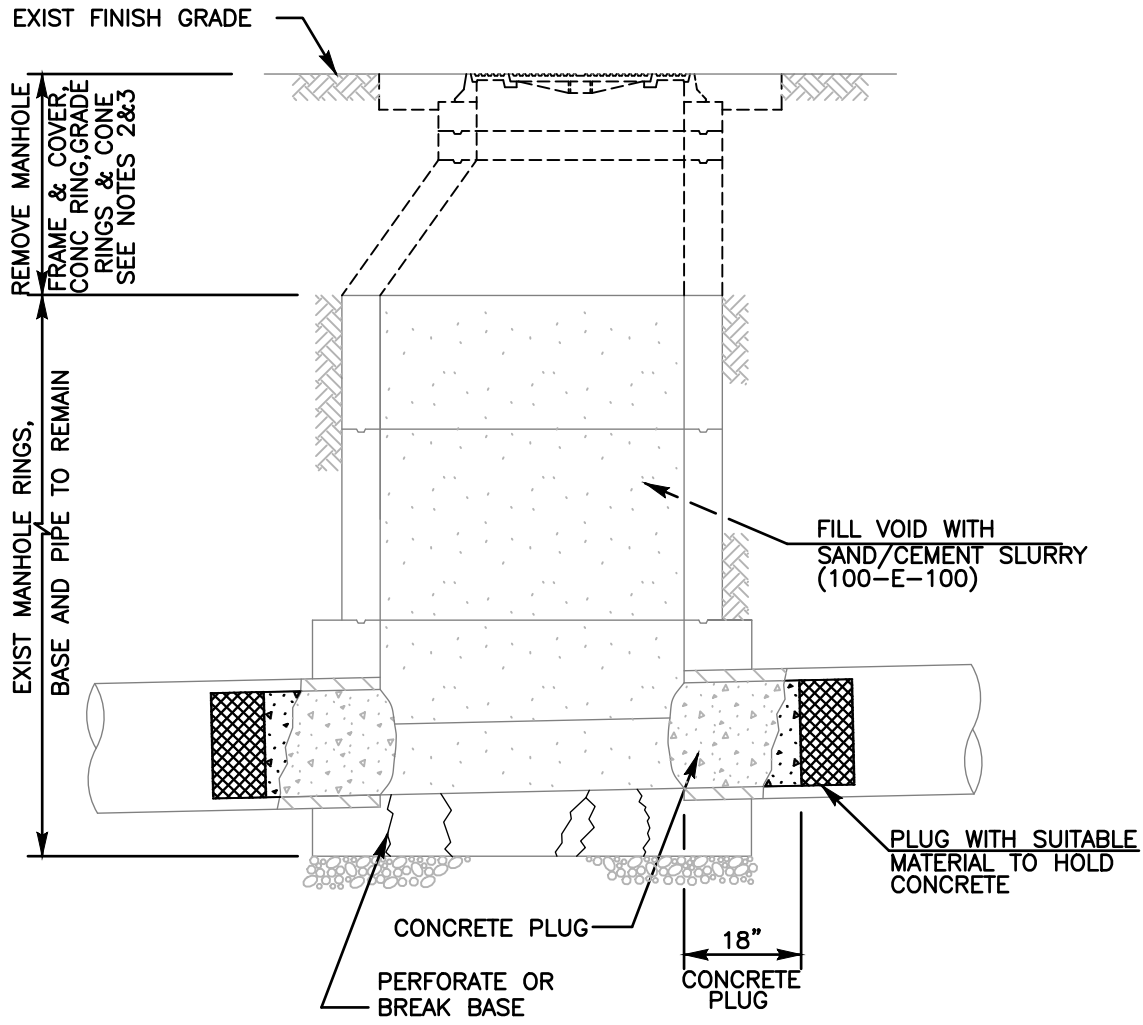 EXIST FINISH GRADE
REMOVE MANHOLE
FRAME & COVER,
CONC RING,GRADE
RINGS & CONE
SEE NOTES 2&3
EXIST MANHOLE RINGS,
BASE AND PIPE TO REMAIN
FILL VOID WITH
SAND/CEMENT SLURRY
(100-E-100)
PLUG WITH SUITABLE
MATERIAL TO HOLD
CONCRETE
CONCRETE PLUG
18"
CONCRETE
PLUG
PERFORATE OR
BREAK BASE